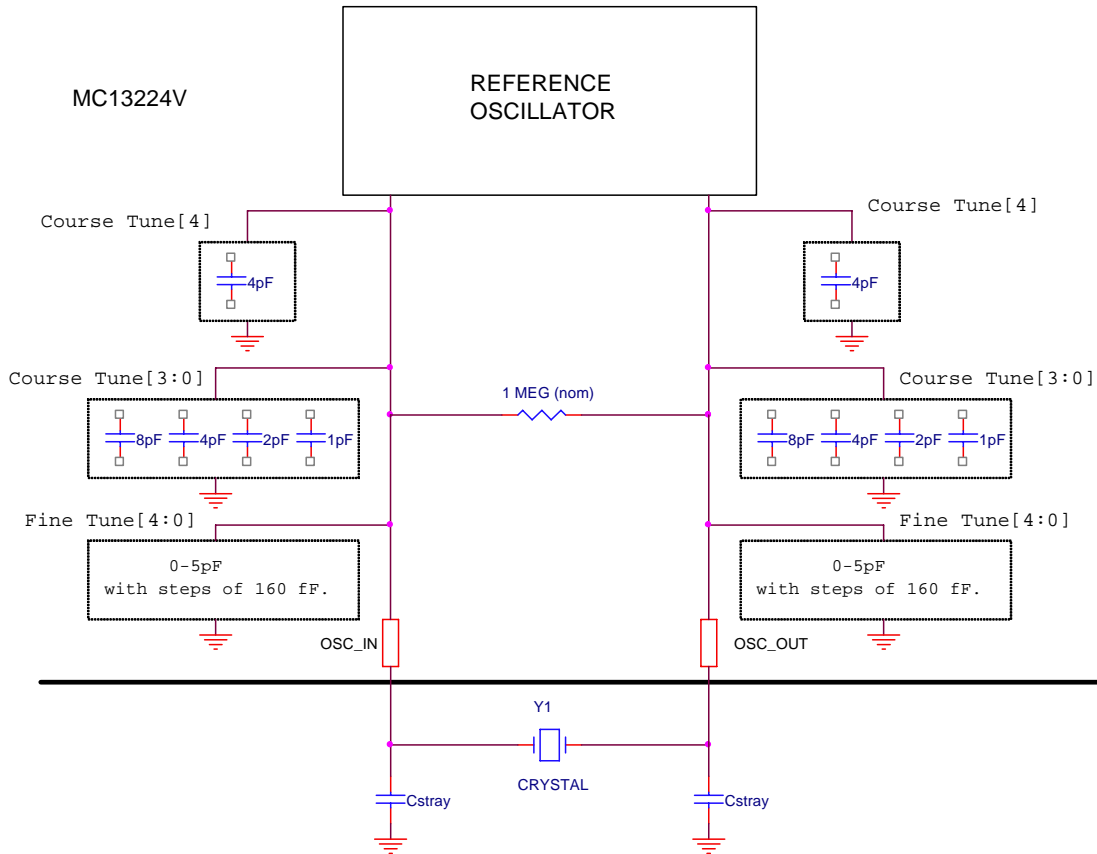 REFERENCE
OSCILLATOR
MC13224V
Course Tune[4]
Course Tune[4]
4pF
4pF
Course Tune[3:0]
Course Tune[3:0]
1 MEG (nom)
8pF 4pF 2pF 1pF
8pF 4pF 2pF 1pF
Fine Tune[4:0]
Fine Tune[4:0]
0-5pF
with steps of 160 fF.
0-5pF
with steps of 160 fF.
OSC_IN
OSC_OUT
Y1
CRYSTAL
Cstray
Cstray